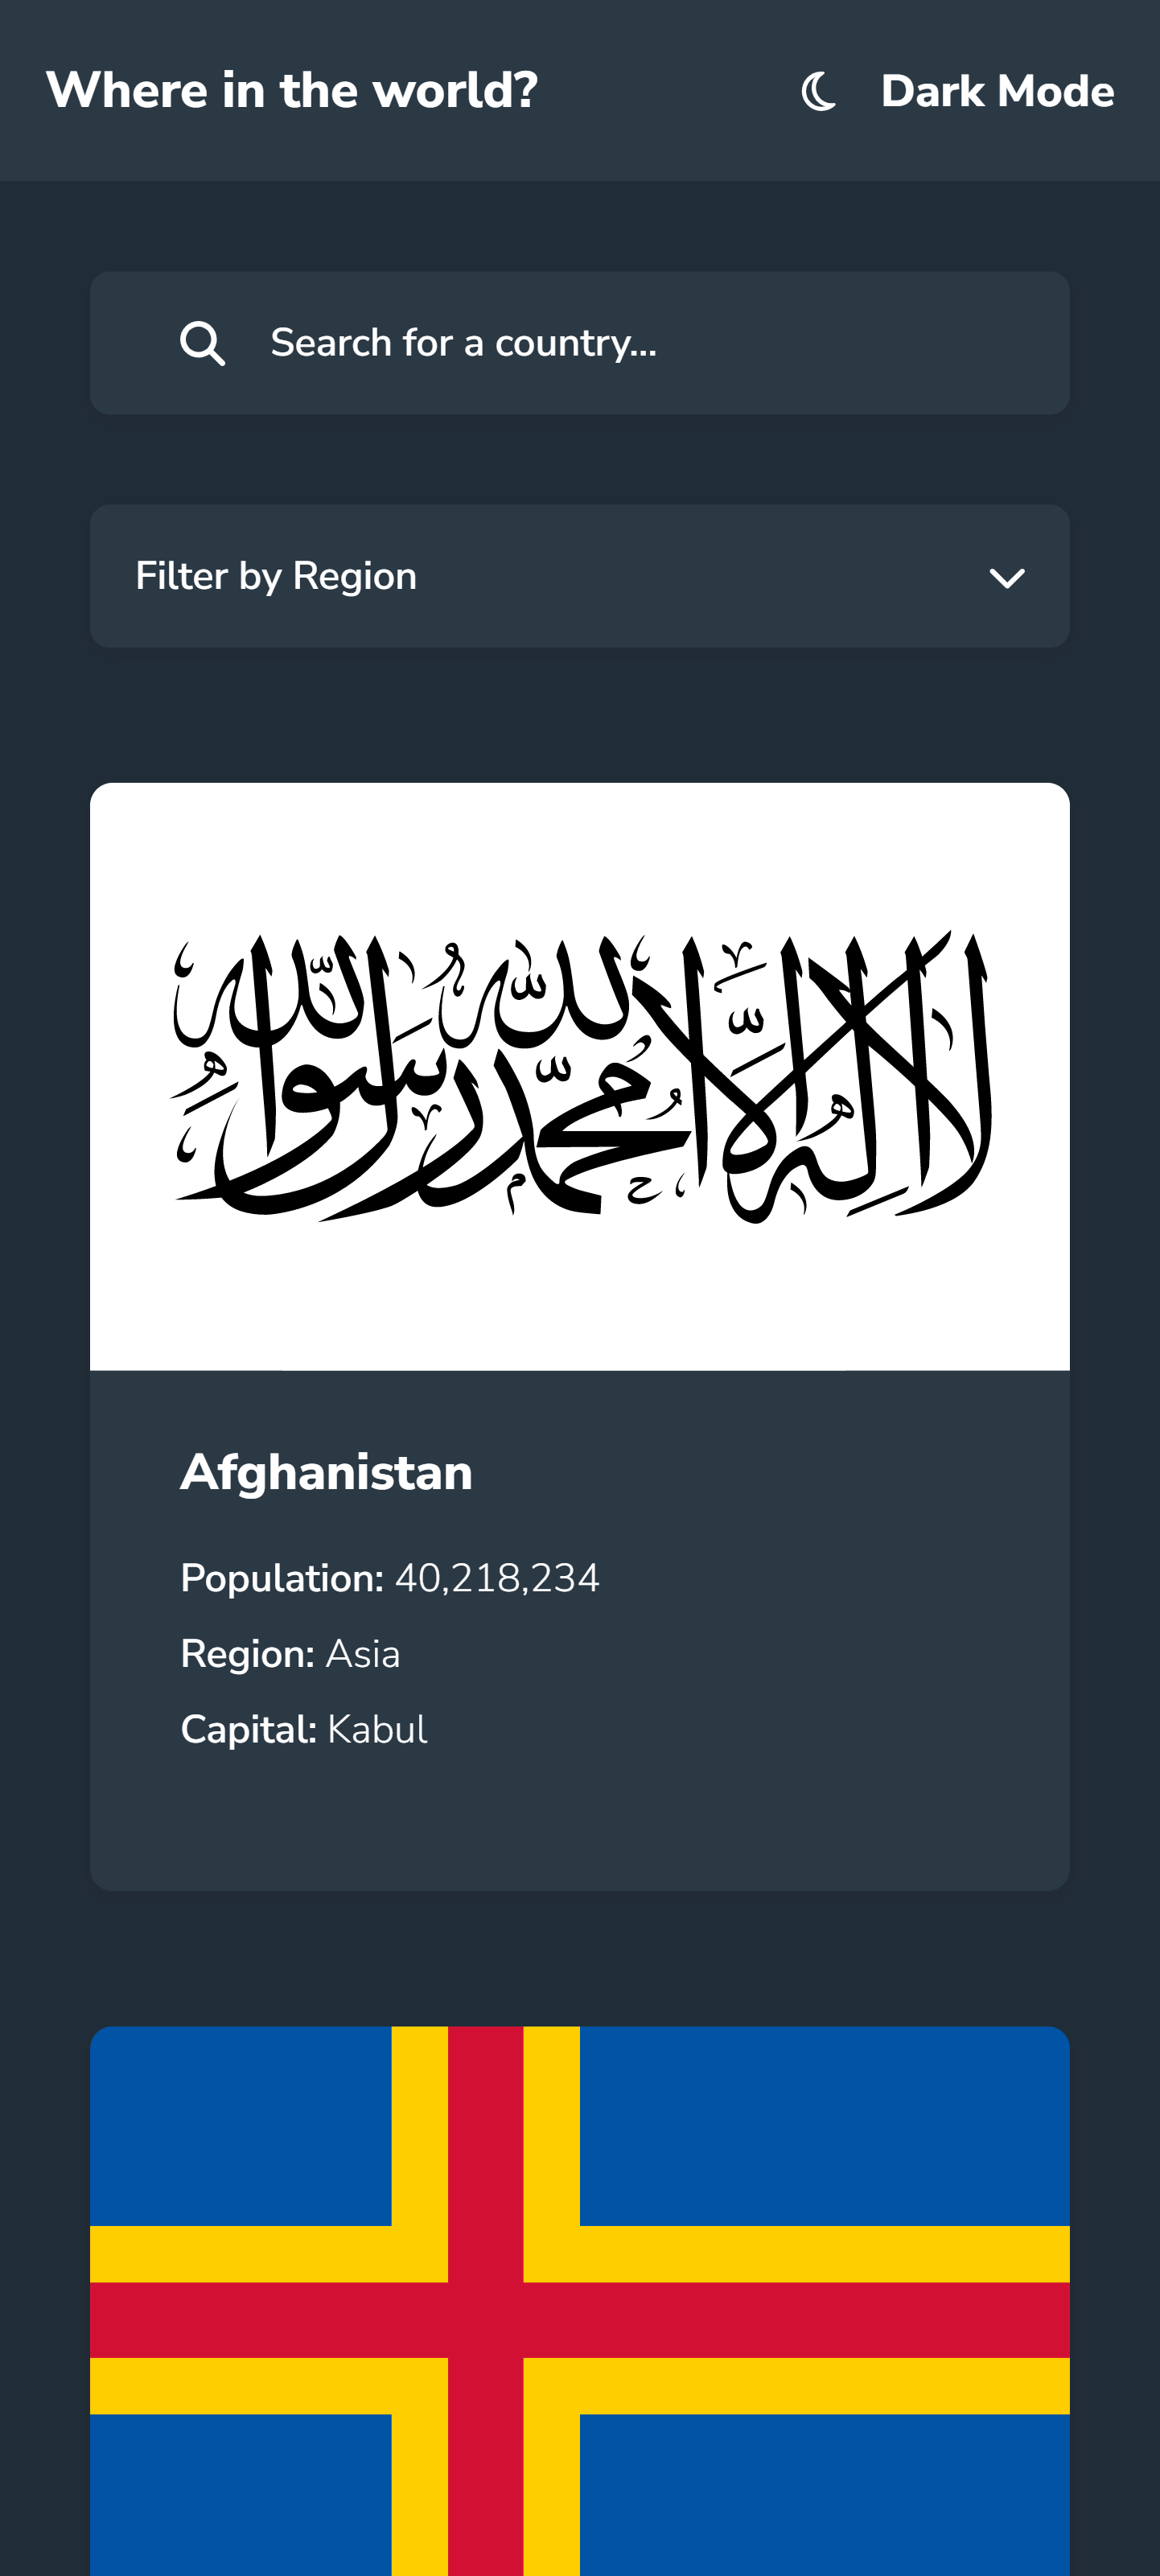 Where in the world?
Dark Mode
Search for a country...
Filter by Region
لا إله إلا الله محمد رسول الله
Afghanistan
Population: 40,218,234
Region: Asia
Capital: Kabul